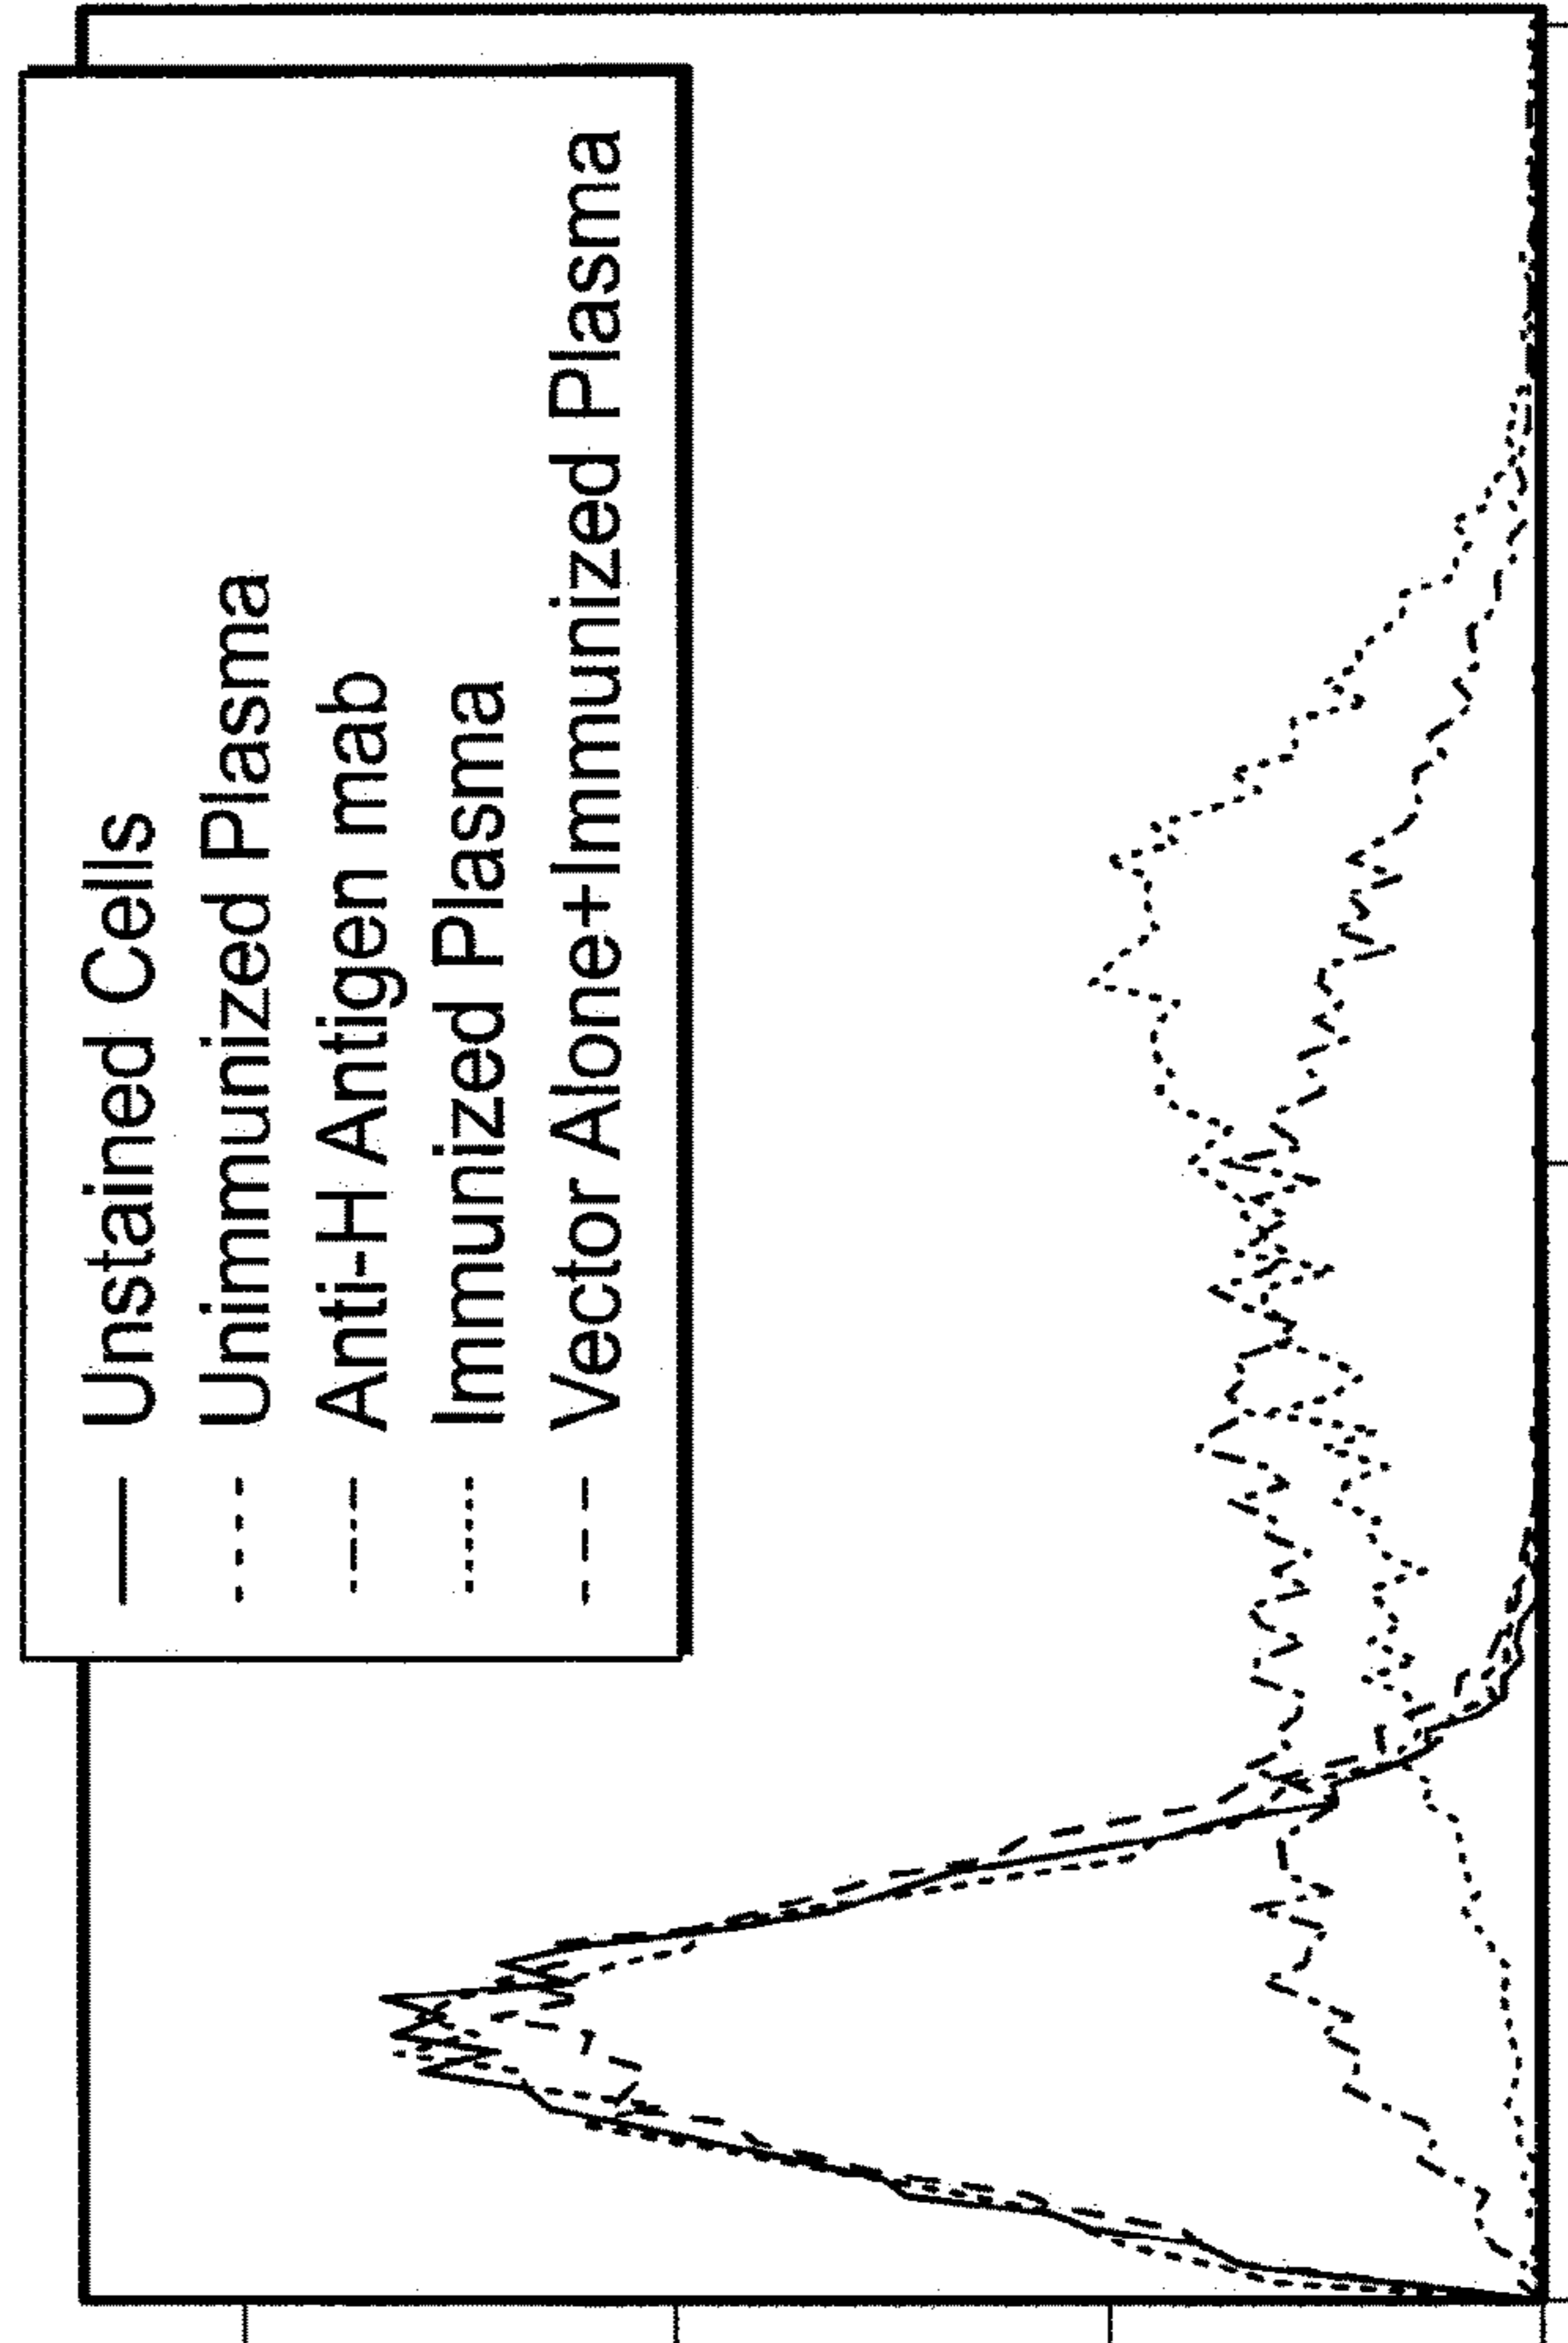 Unstained Cells
Unimmunized Plasma
Anti-H Antigen mab
Immunized Plasma
Vector Alone+Immunized Plasma